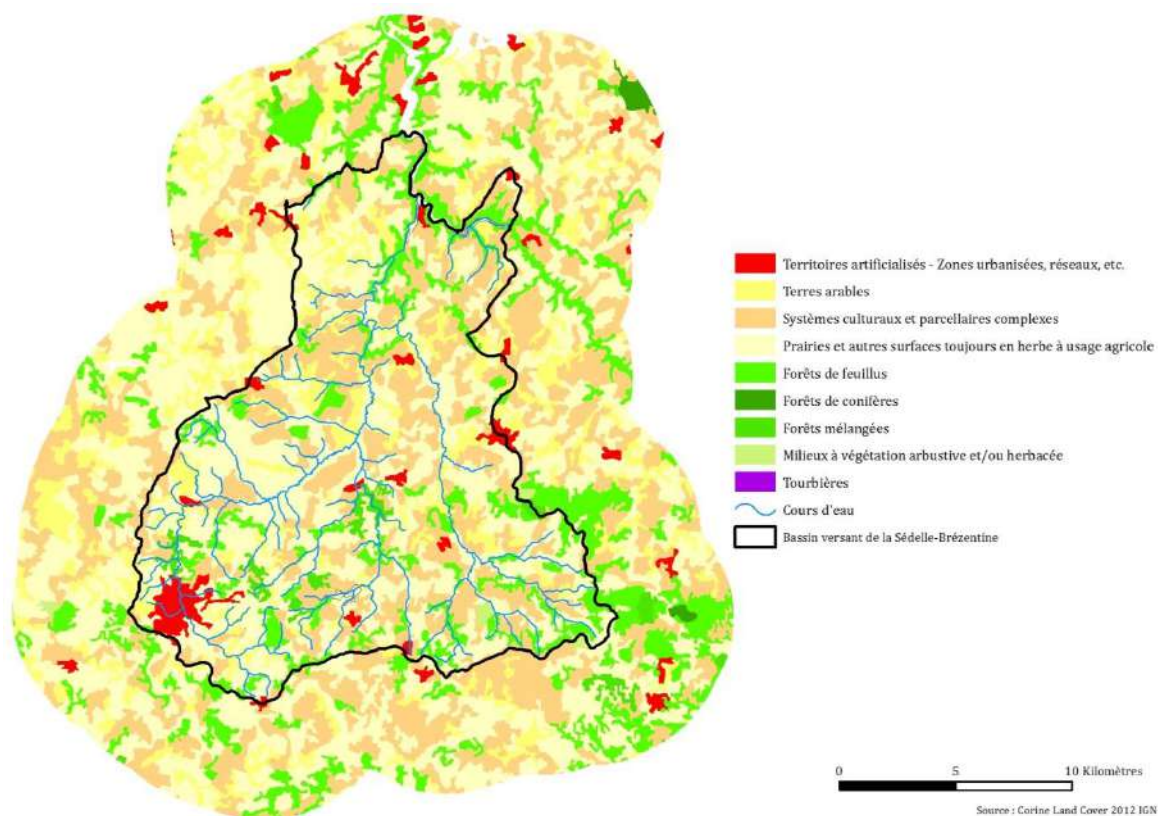 Territoires artificialisés - Zones urbanisées, réseaux, etc.
Terres arables
Systèmes culturaux et parcellaires complexes
Prairies et autres surfaces toujours en herbe à usage agricole
Forêts de feuillus
Forêts de conifères
Forêts mélangées
Milieux à végétation arbustive et/ou herbacée
Tourbières
Cours d'eau
Bassin versant de la Sédelle-Brézentine
0 5 10 Kilomètres
Source : Corine Land Cover 2012 IGN